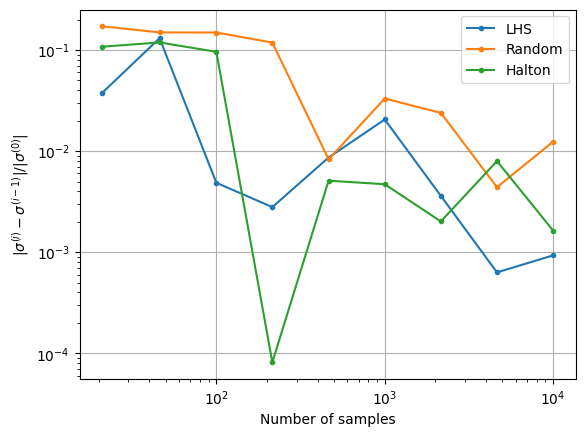 LHS
Random
Halton
10⁻¹
10⁻²
10⁻³
10⁻⁴
|σ⁽ⁱ⁾ − σ⁽ⁱ⁻¹⁾|/|σ⁽⁰⁾|
10²
10³
10⁴
Number of samples